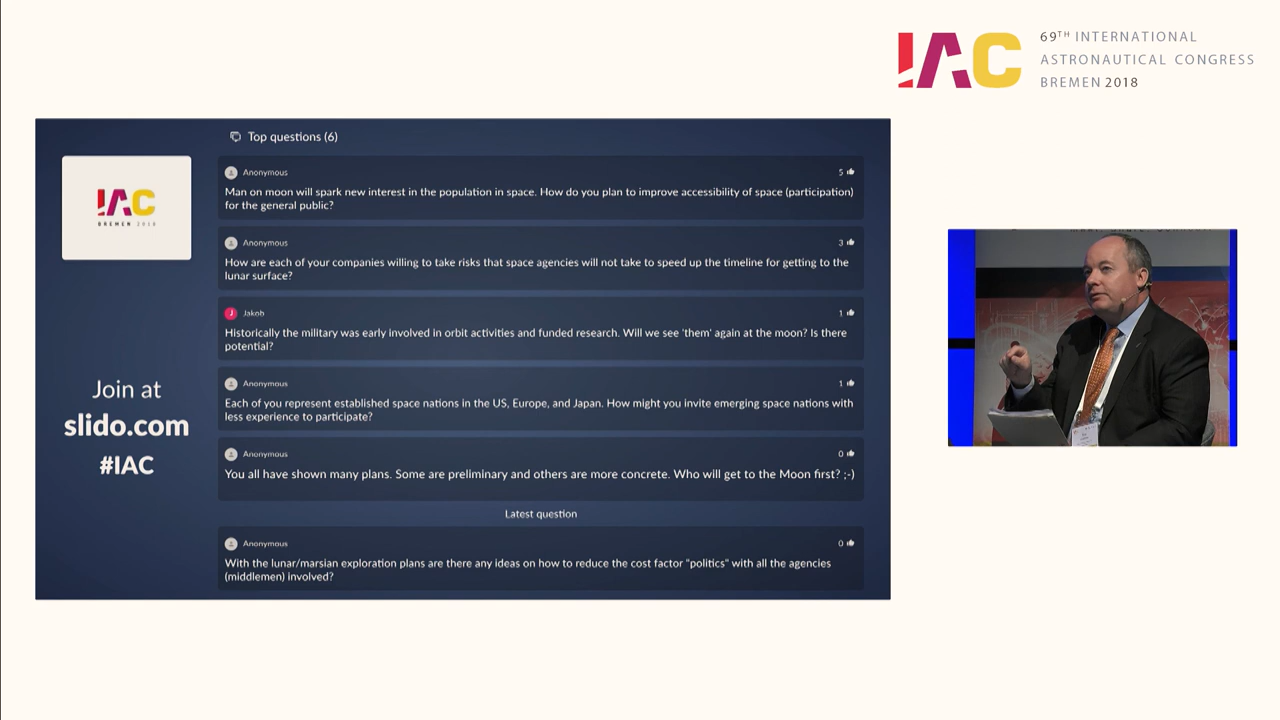 IAC
69TH INTERNATIONAL
ASTRONAUTICAL CONGRESS
BREMEN 2018
Top questions (6)
IAC
BREMEN 2018
Join at
slido.com
#IAC
Anonymous
5
Man on moon will spark new interest in the population in space. How do you plan to improve accessibility of space (participation)
for the general public?
Anonymous
3
How are each of your companies willing to take risks that space agencies will not take to speed up the timeline for getting to the
lunar surface?
J
Jakob
1
Historically the military was early involved in orbit activities and funded research. Will we see 'them' again at the moon? Is there
potential?
Anonymous
1
Each of you represent established space nations in the US, Europe, and Japan. How might you invite emerging space nations with
less experience to participate?
Anonymous
0
You all have shown many plans. Some are preliminary and others are more concrete. Who will get to the Moon first? ;-)
Latest question
Anonymous
0
With the lunar/marsian exploration plans are there any ideas on how to reduce the cost factor "politics" with all the agencies
(middlemen) involved?